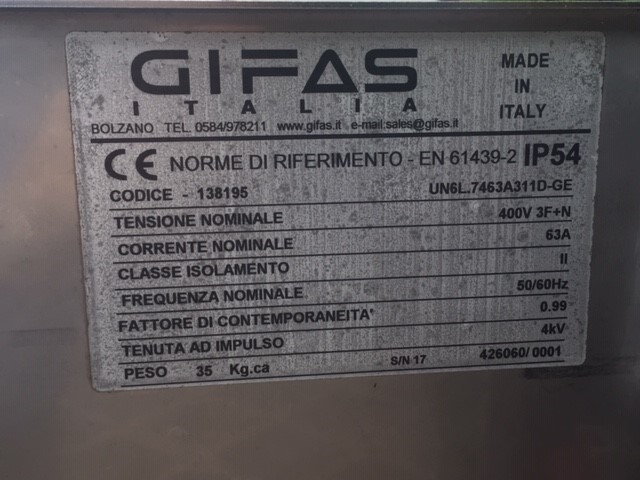 GIFAS
ITALIA
MADE
IN
ITALY
BOLZANO TEL. 0584/978211 www.gifas.it e-mail:sales@gifas.it
CE NORME DI RIFERIMENTO - EN 61439-2 IP54
CODICE - 138195 UN6L.7463A311D-GE
TENSIONE NOMINALE 400V 3F+N
CORRENTE NOMINALE 63A
CLASSE ISOLAMENTO II
FREQUENZA NOMINALE 50/60Hz
FATTORE DI CONTEMPORANEITA' 0.99
TENUTA AD IMPULSO 4kV
PESO 35 Kg.ca S/N 17 426060/0001